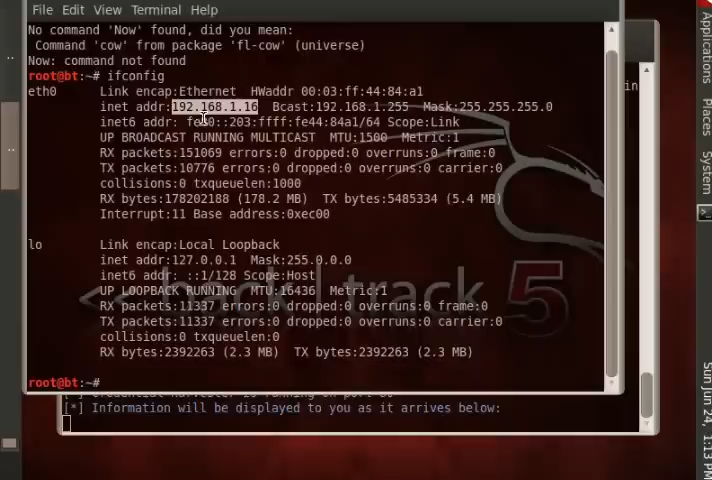 File Edit View Terminal Help
No command 'Now' found, did you mean:
Command 'cow' from package 'fl-cow' (universe)
Now: command not found
root@bt:~# ifconfig
eth0 Link encap:Ethernet HWaddr 00:03:ff:44:84:a1
inet addr:192.168.1.16 Bcast:192.168.1.255 Mask:255.255.255.0
inet6 addr: fe80::203:ffff:fe44:84a1/64 Scope:Link
UP BROADCAST RUNNING MULTICAST MTU:1500 Metric:1
RX packets:151069 errors:0 dropped:0 overruns:0 frame:0
TX packets:10776 errors:0 dropped:0 overruns:0 carrier:0
collisions:0 txqueuelen:1000
RX bytes:178202188 (178.2 MB) TX bytes:5485334 (5.4 MB)
Interrupt:11 Base address:0xec00
lo Link encap:Local Loopback
inet addr:127.0.0.1 Mask:255.0.0.0
inet6 addr: ::1/128 Scope:Host
UP LOOPBACK RUNNING MTU:16436 Metric:1
RX packets:11337 errors:0 dropped:0 overruns:0 frame:0
TX packets:11337 errors:0 dropped:0 overruns:0 carrier:0
collisions:0 txqueuelen:0
RX bytes:2392263 (2.3 MB) TX bytes:2392263 (2.3 MB)
root@bt:~#
<< back | track 5
in
[*] Information will be displayed to you as it arrives below:
Applications
Places
System
Sun Jun 24, 1:13 PM